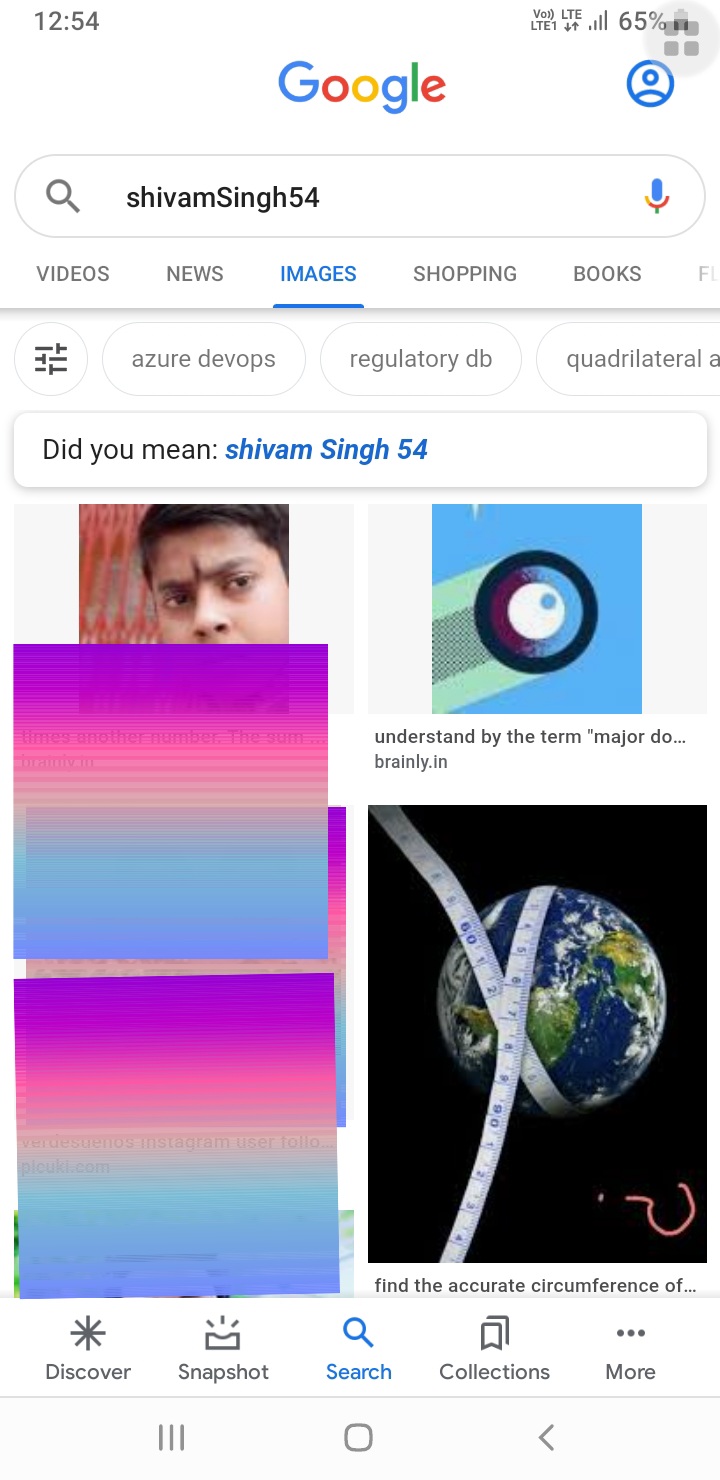 12:54
Vo)) LTE
LTE1
65%
Google
shivamSingh54
VIDEOS NEWS IMAGES SHOPPING BOOKS
azure devops regulatory db quadrilateral a
Did you mean: shivam Singh 54
times another number. The sum ...
brainly.in
understand by the term "major do...
brainly.in
verdesuenos Instagram user follo...
picuki.com
find the accurate circumference of...
Discover Snapshot Search Collections More